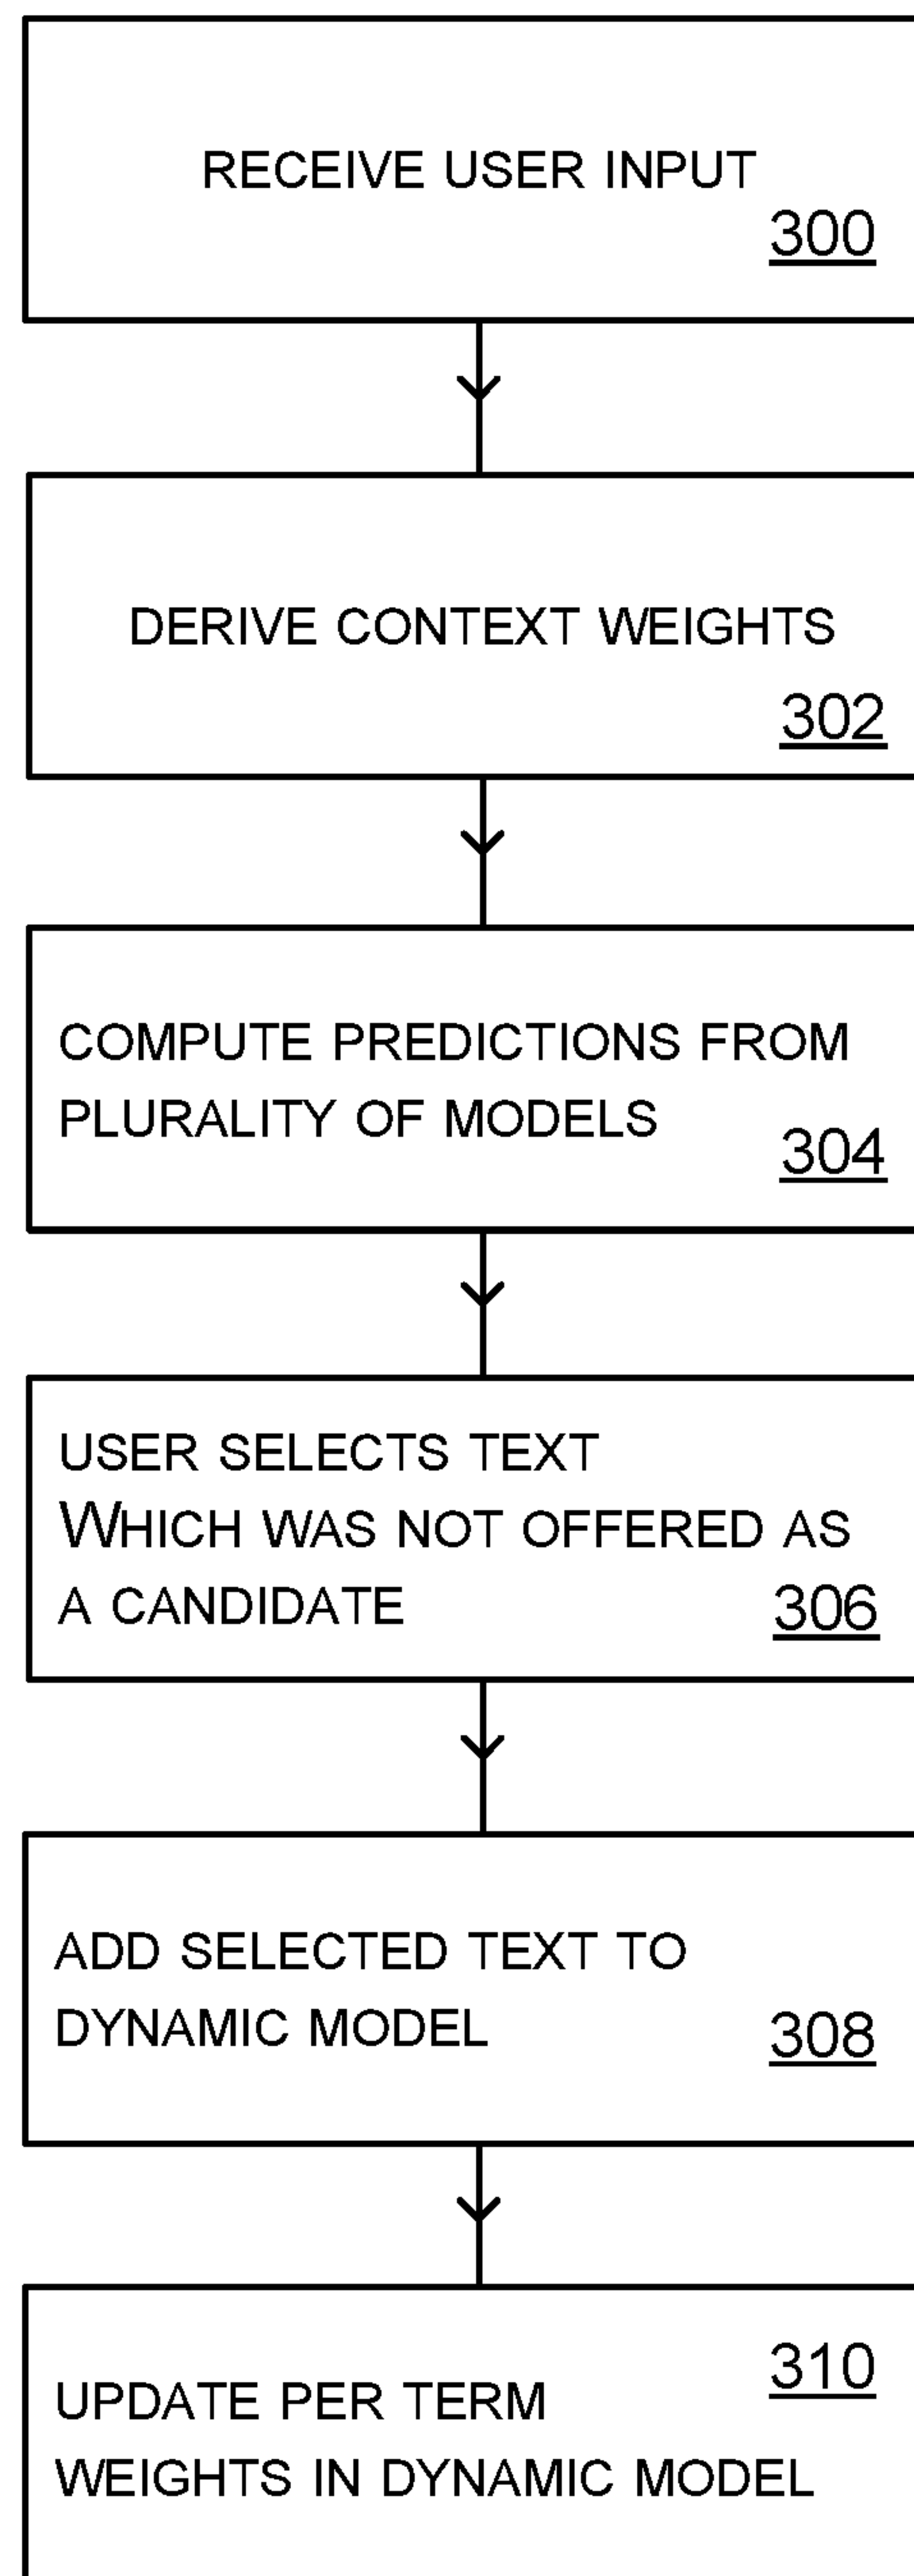 RECEIVE USER INPUT
300
DERIVE CONTEXT WEIGHTS
302
COMPUTE PREDICTIONS FROM
PLURALITY OF MODELS
304
USER SELECTS TEXT
WHICH WAS NOT OFFERED AS
A CANDIDATE
306
ADD SELECTED TEXT TO
DYNAMIC MODEL
308
310
UPDATE PER TERM
WEIGHTS IN DYNAMIC MODEL